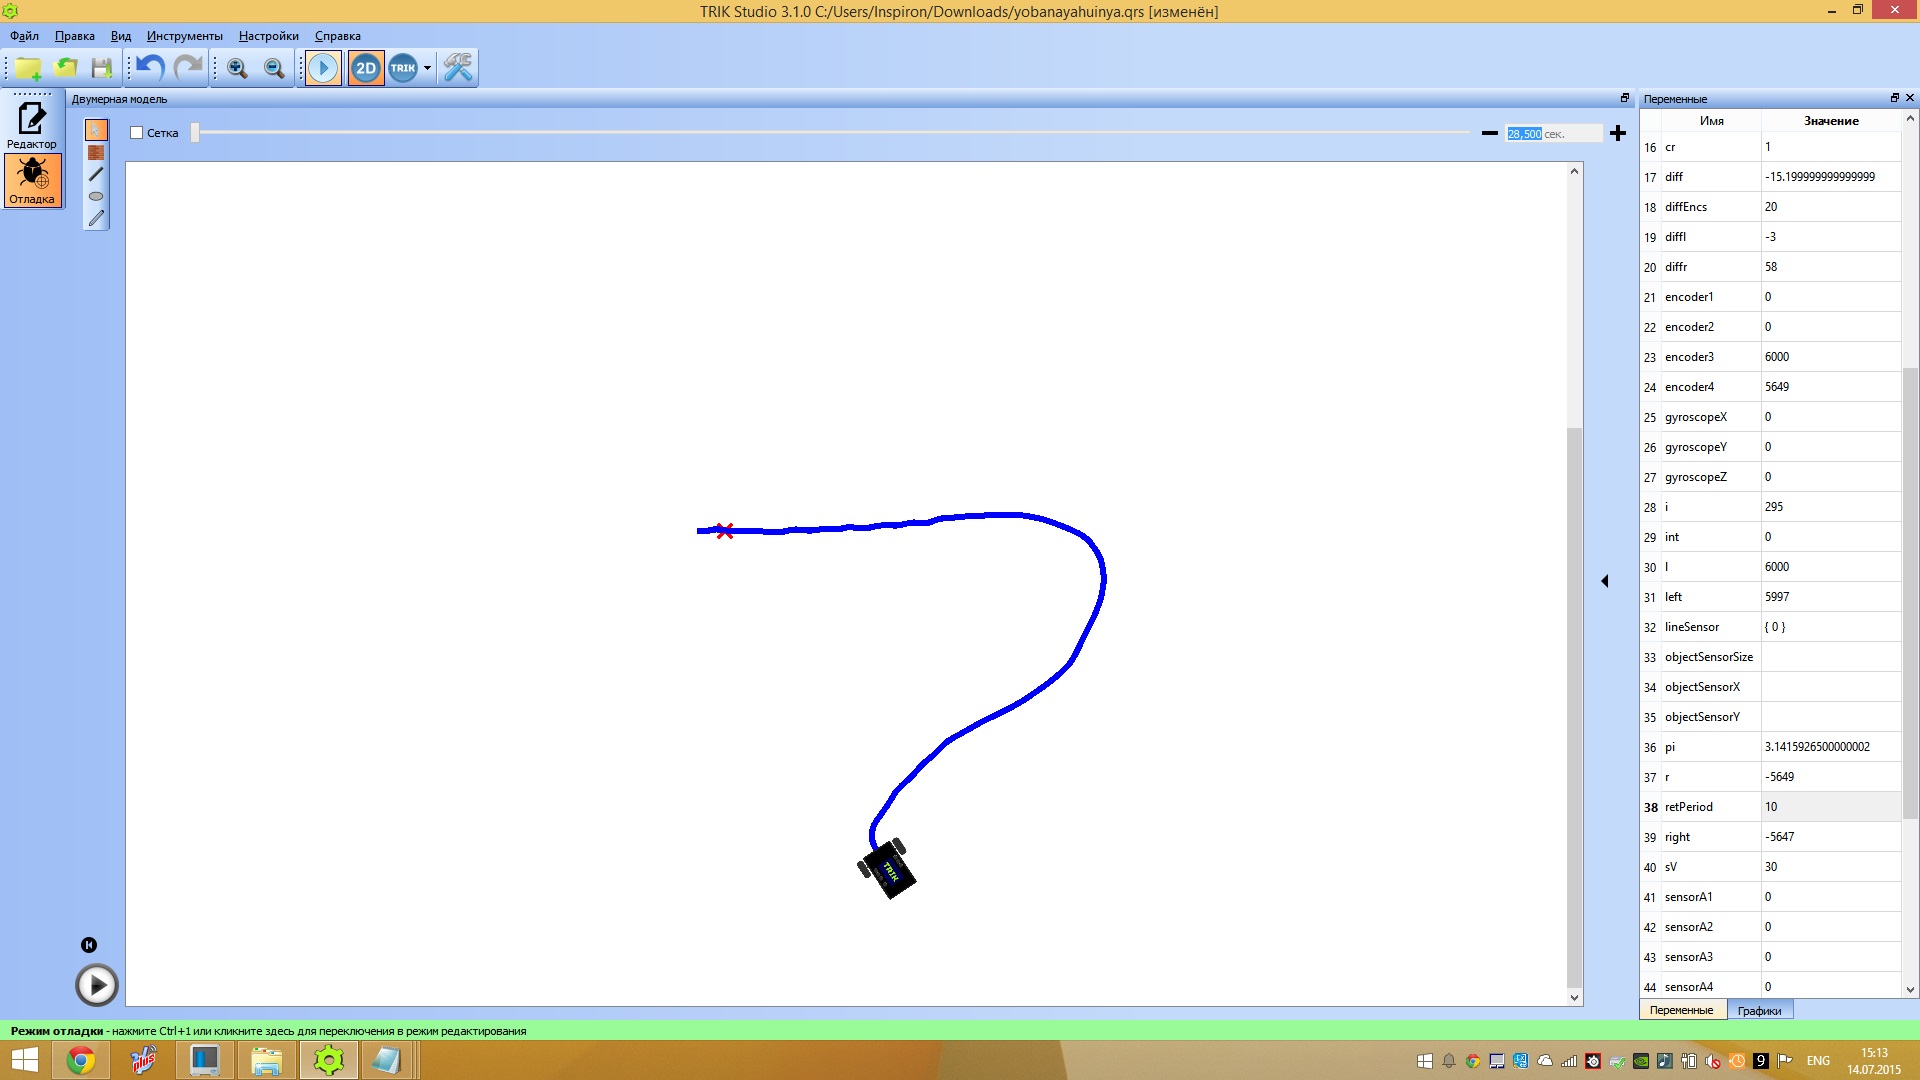 TRIK Studio 3.1.0 C:/Users/Inspiron/Downloads/yobanayahuinya.qrs [изменён]
Файл Правка Вид Инструменты Настройки Справка
2D TRIK
Двумерная модель
Переменные
Редактор
Отладка
Сетка
28,500 сек.
Имя Значение
16 cr 1
17 diff -15.199999999999999
18 diffEncs 20
19 diffl -3
20 diffr 58
21 encoder1 0
22 encoder2 0
23 encoder3 6000
24 encoder4 5649
25 gyroscopeX 0
26 gyroscopeY 0
27 gyroscopeZ 0
28 i 295
29 int 0
30 l 6000
31 left 5997
32 lineSensor { 0 }
33 objectSensorSize
34 objectSensorX
35 objectSensorY
36 pi 3.1415926500000002
37 r -5649
38 retPeriod 10
39 right -5647
40 sV 30
41 sensorA1 0
42 sensorA2 0
43 sensorA3 0
44 sensorA4 0
TRIK
Переменные Графики
Режим отладки - нажмите Ctrl+1 или кликните здесь для переключения в режим редактирования
plus
9
ENG
15:13
14.07.2015